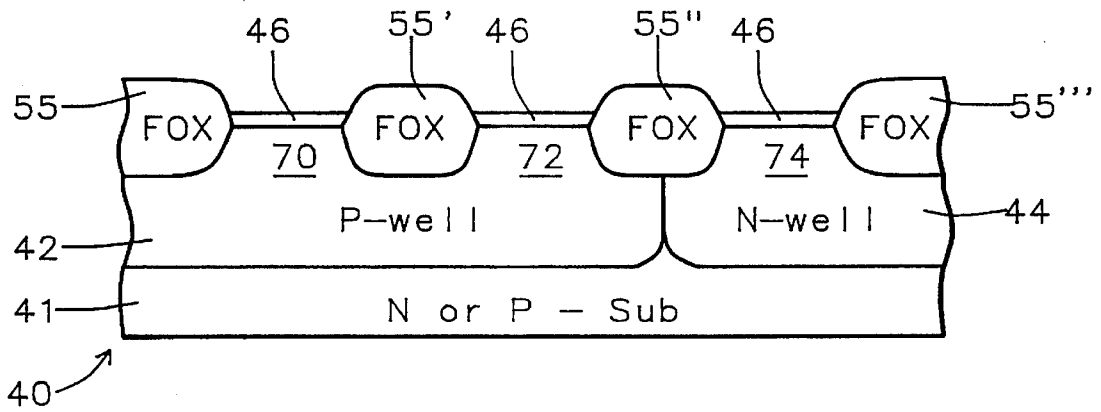 46 55' 46 55" 46
55 FOX FOX FOX FOX 55'''
70 72 74
P-well N-well 44
42
41 N or P - Sub
40